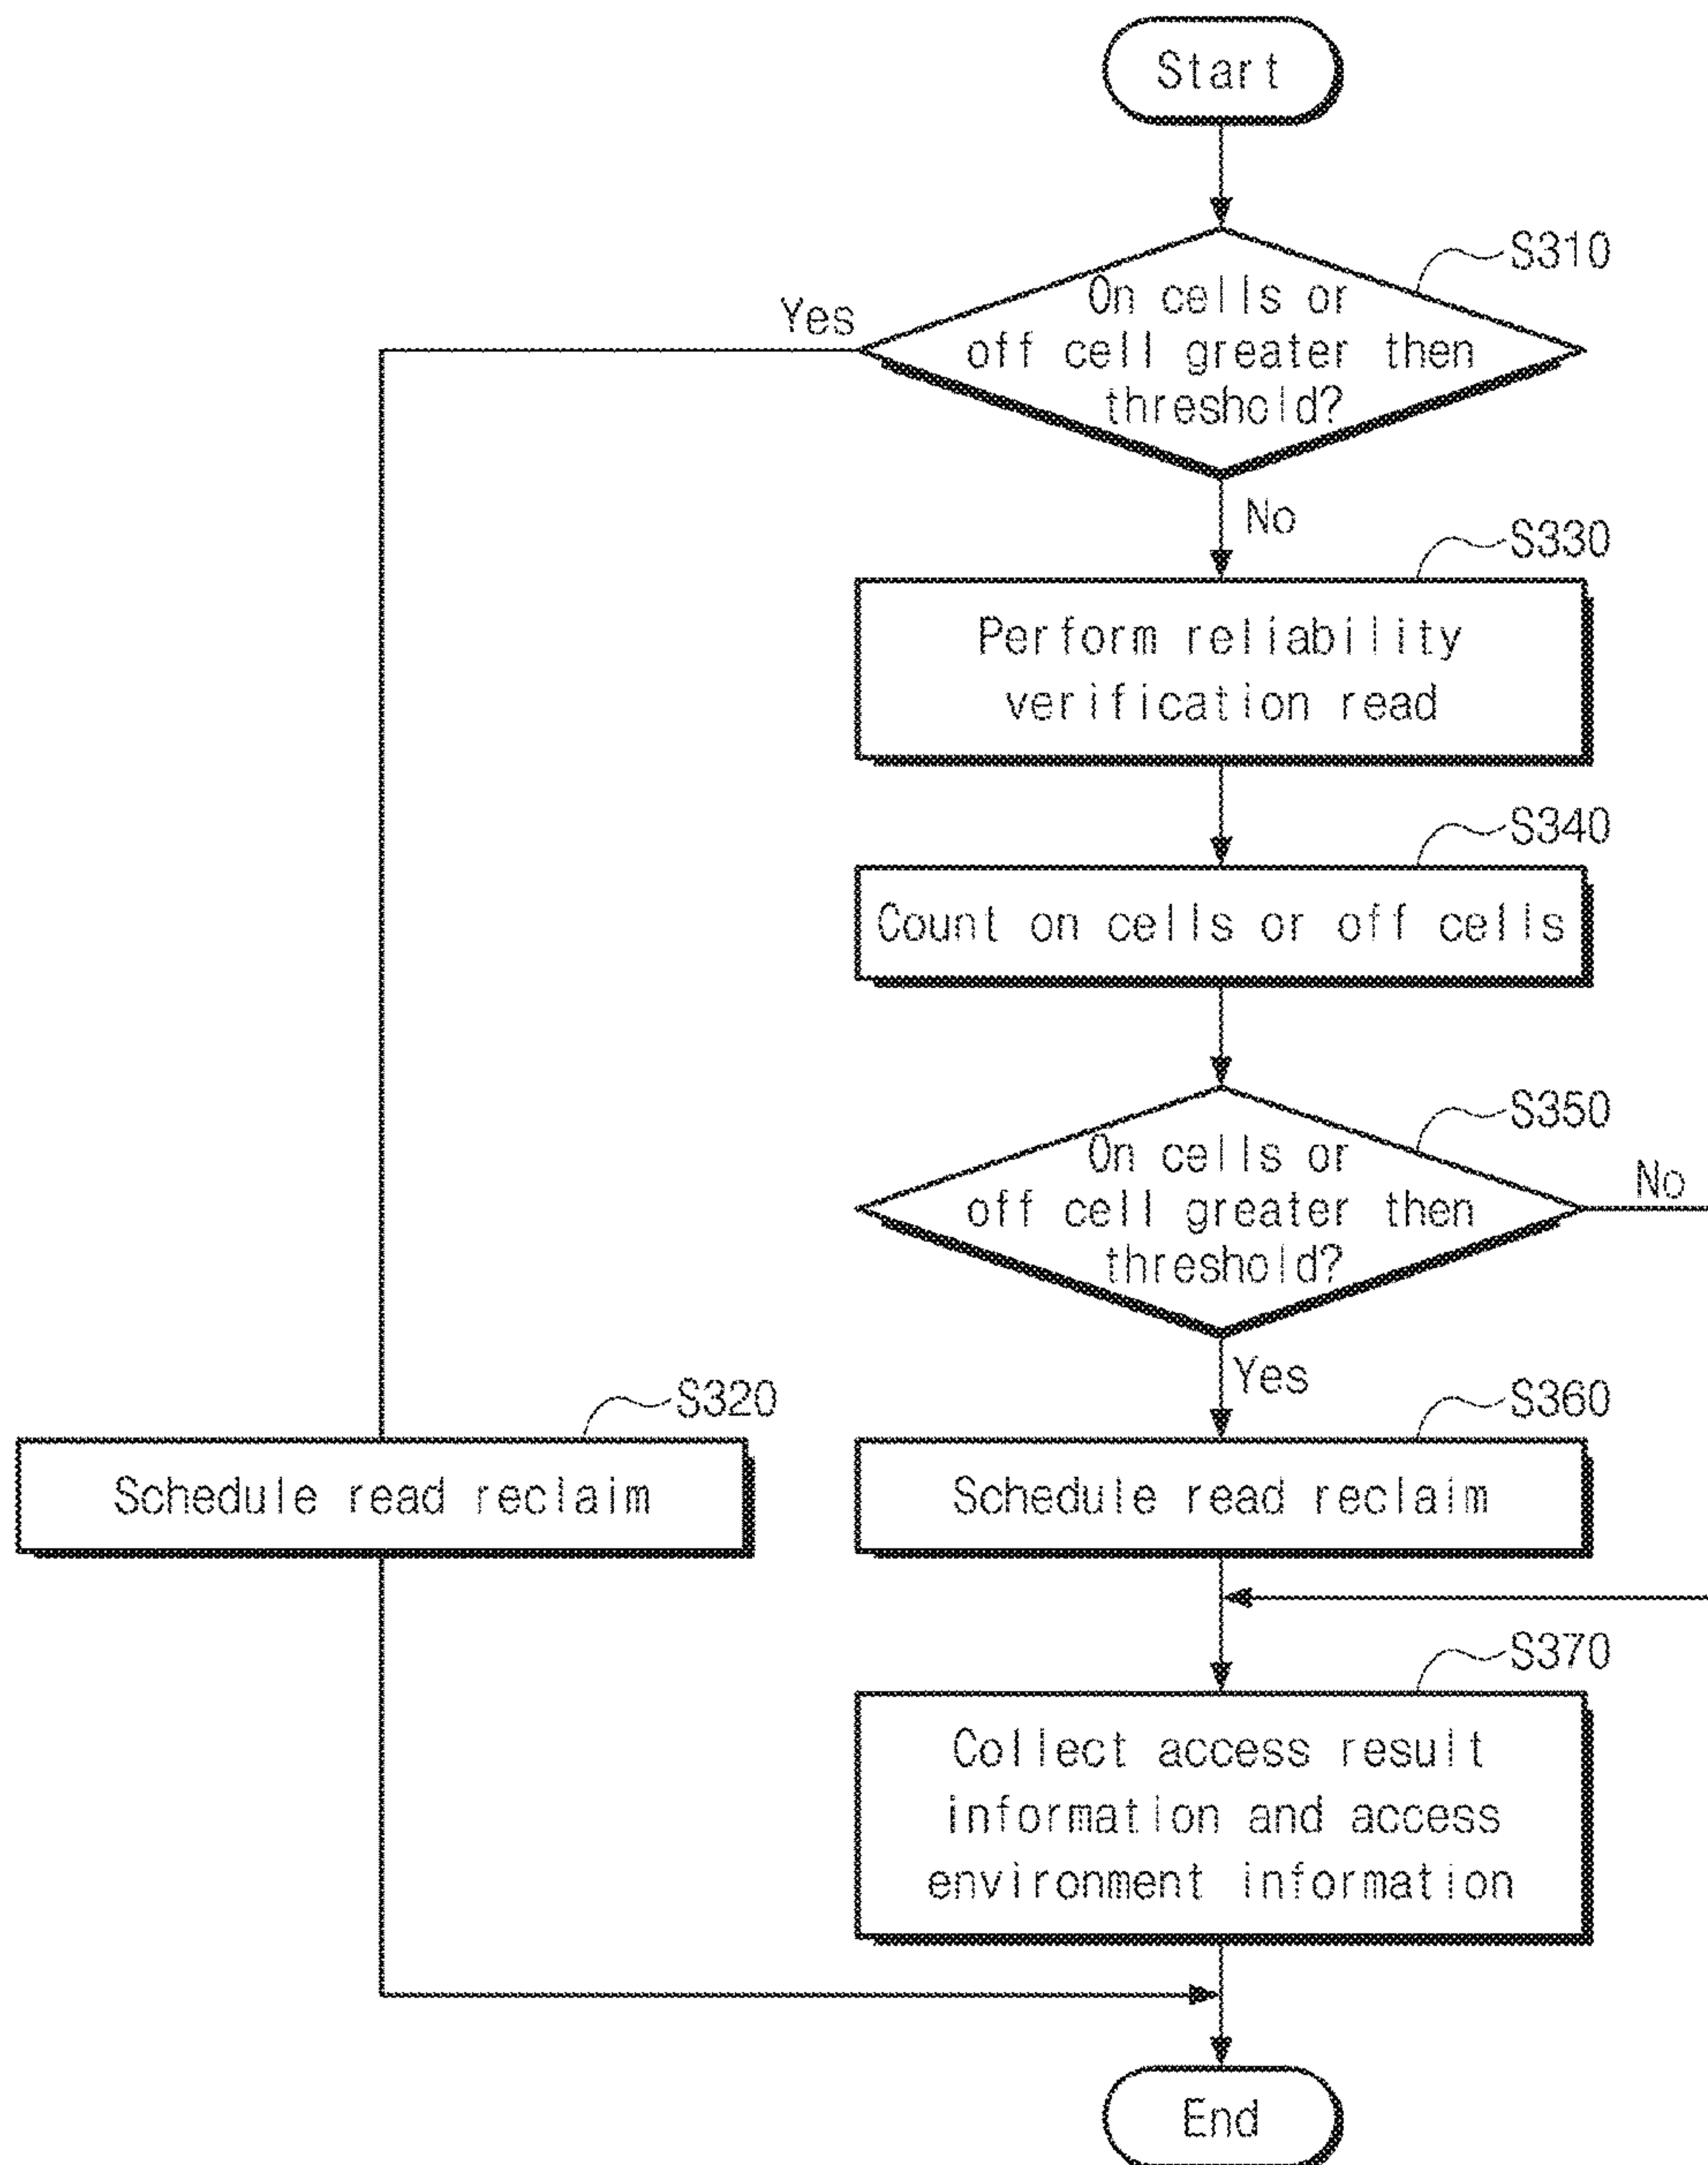 Start
S310
Yes
On cells or
off cell greater then
threshold?
No
S330
Perform reliability
verification read
S340
Count on cells or off cells
S350
On cells or
off cell greater then
threshold?
No
Yes
S320
Schedule read reclaim
S360
Schedule read reclaim
S370
Collect access result
information and access
environment information
End